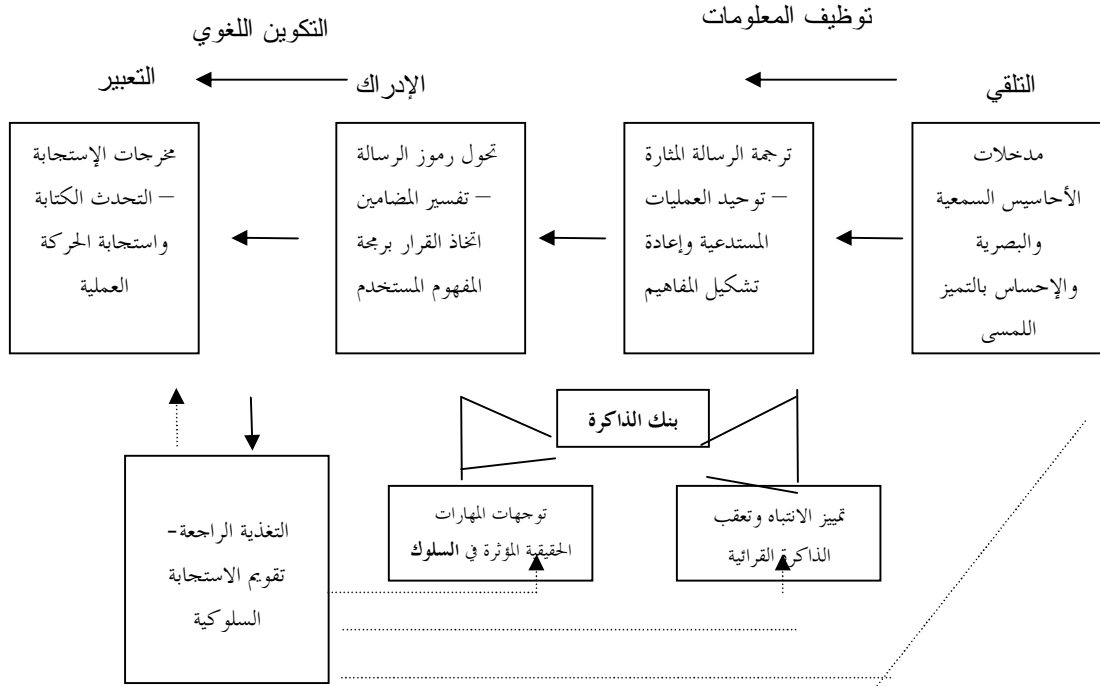 توظيف المعلومات
التكوين اللغوي
التلقي
الإدراك
التعبير
مدخلات
الأحاسيس السمعية
والبصرية
والإحساس بالتميز
اللمسى
ترجمة الرسالة المثارة
– توحيد العمليات
المستدعية وإعادة
تشكيل المفاهيم
تحول رموز الرسالة
– تفسير المضامين
اتخاذ القرار برمجة
المفهوم المستخدم
مخرجات الإستجابة
– التحدث الكتابة
واستجابة الحركة
العملية
بنك الذاكرة
تمييز الانتباه وتعقب
الذاكرة القرائية
توجهات المهارات
الحقيقية المؤثرة في السلوك
التغذية الراجعة-
تقويم الاستجابة
السلوكية